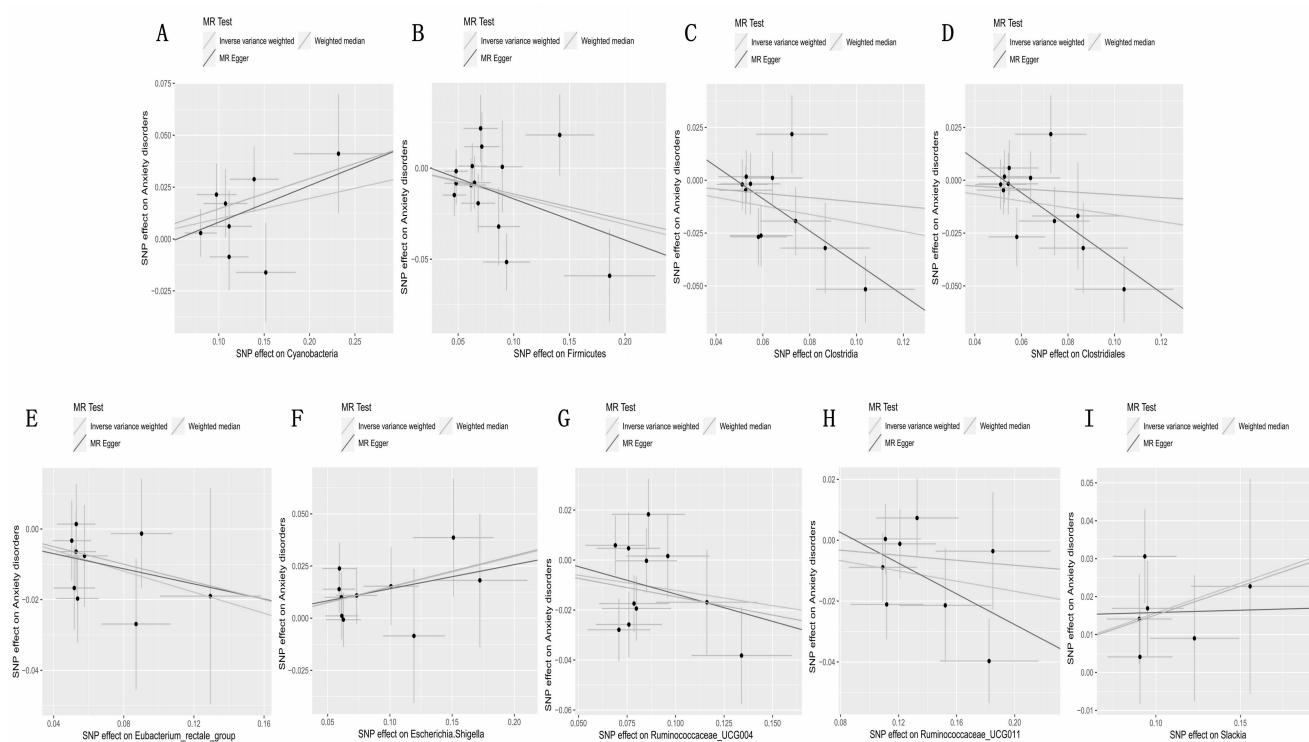 A
MR Test
Inverse variance weighted
Weighted median
MR Egger
SNP effect on Anxiety disorders
0.075
0.050
0.025
0.000
−0.025
0.10
0.15
0.20
0.25
SNP effect on Cyanobacteria
B
MR Test
Inverse variance weighted
Weighted median
MR Egger
SNP effect on Anxiety disorders
0.00
−0.05
0.05
0.10
0.15
0.20
SNP effect on Firmicutes
C
MR Test
Inverse variance weighted
Weighted median
MR Egger
SNP effect on Anxiety disorders
0.025
0.000
−0.025
−0.050
0.04
0.06
0.08
0.10
0.12
SNP effect on Clostridia
D
MR Test
Inverse variance weighted
Weighted median
MR Egger
SNP effect on Anxiety disorders
0.025
0.000
−0.025
−0.050
0.04
0.06
0.08
0.10
0.12
SNP effect on Clostridiales
E
MR Test
Inverse variance weighted
Weighted median
MR Egger
SNP effect on Anxiety disorders
0.00
−0.02
−0.04
0.04
0.08
0.12
0.16
SNP effect on Eubacterium_rectale_group
F
MR Test
Inverse variance weighted
Weighted median
MR Egger
SNP effect on Anxiety disorders
0.06
0.04
0.02
0.00
−0.02
−0.04
0.05
0.10
0.15
0.20
SNP effect on Escherichia.Shigella
G
MR Test
Inverse variance weighted
Weighted median
MR Egger
SNP effect on Anxiety disorders
0.02
0.00
−0.02
−0.04
−0.06
0.050
0.075
0.100
0.125
0.150
SNP effect on Ruminococcaceae_UCG004
H
MR Test
Inverse variance weighted
Weighted median
MR Egger
SNP effect on Anxiety disorders
0.02
0.00
−0.02
−0.04
0.08
0.12
0.16
0.20
SNP effect on Ruminococcaceae_UCG011
I
MR Test
Inverse variance weighted
Weighted median
MR Egger
SNP effect on Anxiety disorders
0.05
0.04
0.03
0.02
0.01
0.00
−0.01
0.10
0.15
SNP effect on Slackia